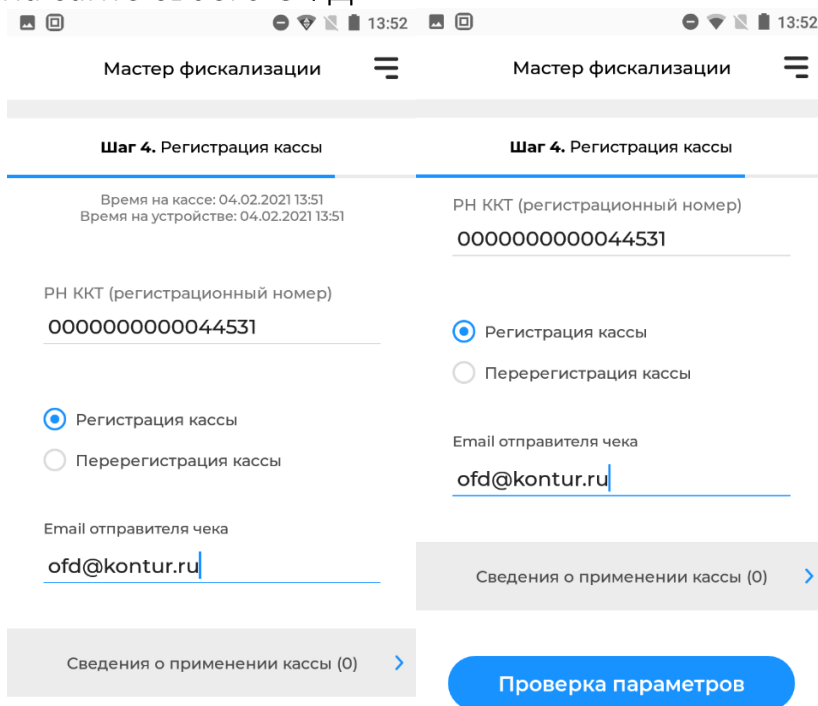 13:52
Мастер фискализации
Шаг 4. Регистрация кассы
Время на кассе: 04.02.2021 13:51
Время на устройстве: 04.02.2021 13:51
РН ККТ (регистрационный номер)
0000000000044531
Регистрация кассы
Перерегистрация кассы
Email отправителя чека
ofd@kontur.ru
Сведения о применении кассы (0)
13:52
Мастер фискализации
Шаг 4. Регистрация кассы
РН ККТ (регистрационный номер)
0000000000044531
Регистрация кассы
Перерегистрация кассы
Email отправителя чека
ofd@kontur.ru
Сведения о применении кассы (0)
Проверка параметров